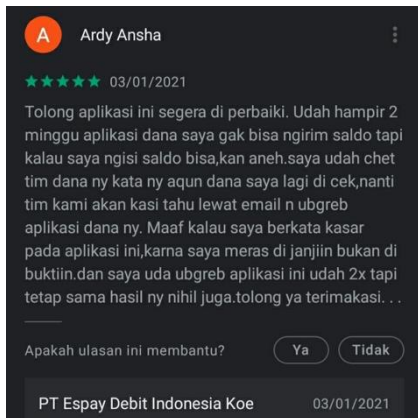 A
Ardy Ansha
03/01/2021
Tolong aplikasi ini segera di perbaiki. Udah hampir 2
minggu aplikasi dana saya gak bisa ngirim saldo tapi
kalau saya ngisi saldo bisa,kan aneh.saya udah chet
tim dana ny kata ny aqun dana saya lagi di cek,nanti
tim kami akan kasi tahu lewat email n ubgreb
aplikasi dana ny. Maaf kalau saya berkata kasar
pada aplikasi ini,karna saya meras di janjiin bukan di
buktiin.dan saya uda ubgreb aplikasi ini udah 2x tapi
tetap sama hasil ny nihil juga.tolong ya terimakasi. . .
Apakah ulasan ini membantu?
Ya
Tidak
PT Espay Debit Indonesia Koe
03/01/2021